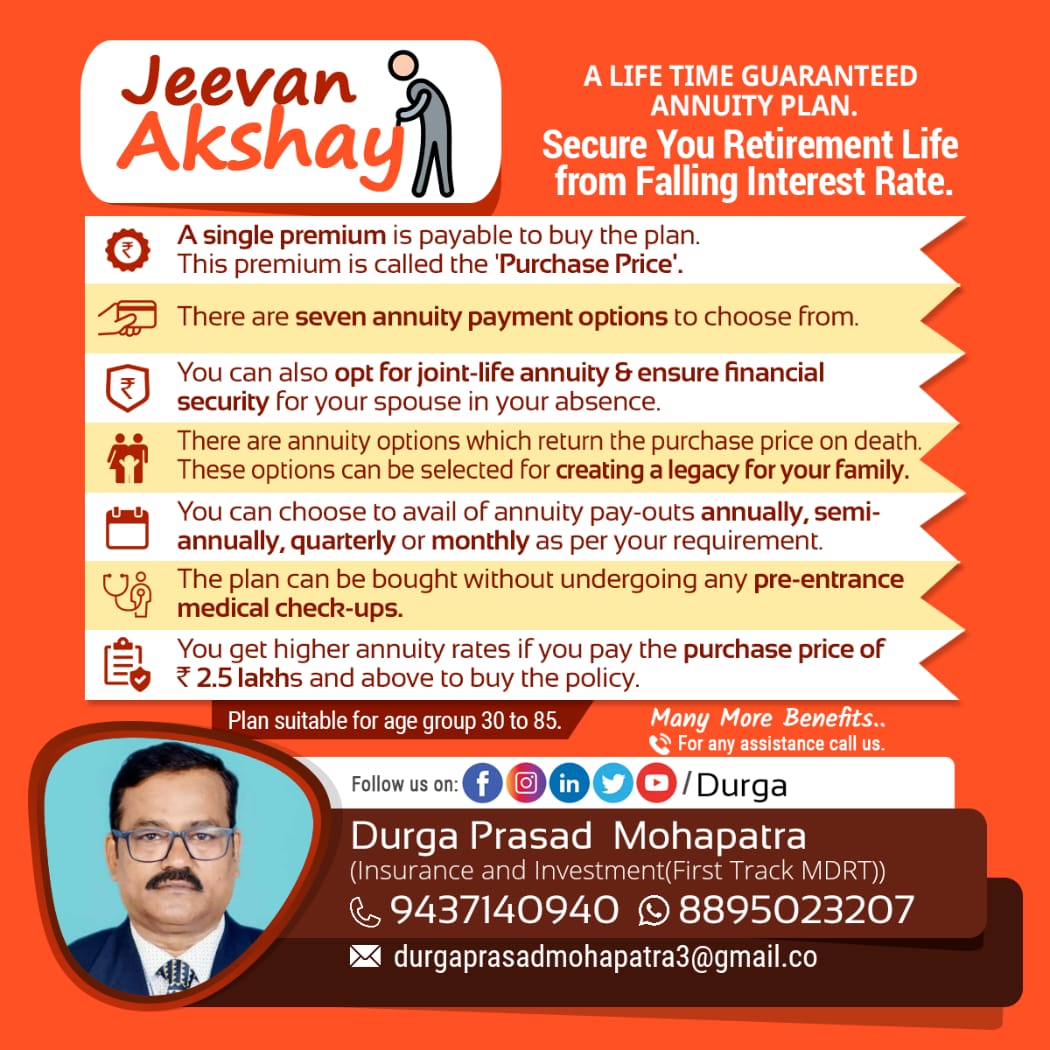 Jeevan
Akshay
A LIFE TIME GUARANTEED
ANNUITY PLAN.
Secure You Retirement Life
from Falling Interest Rate.
A single premium is payable to buy the plan.
This premium is called the 'Purchase Price'.
There are seven annuity payment options to choose from.
You can also opt for joint-life annuity & ensure financial
security for your spouse in your absence.
There are annuity options which return the purchase price on death.
These options can be selected for creating a legacy for your family.
You can choose to avail of annuity pay-outs annually, semi-
annually, quarterly or monthly as per your requirement.
The plan can be bought without undergoing any pre-entrance
medical check-ups.
You get higher annuity rates if you pay the purchase price of
₹ 2.5 lakhs and above to buy the policy.
Plan suitable for age group 30 to 85.
Many More Benefits..
For any assistance call us.
Follow us on: /Durga
Durga Prasad Mohapatra
(Insurance and Investment(First Track MDRT))
9437140940 8895023207
durgaprasadmohapatra3@gmail.co